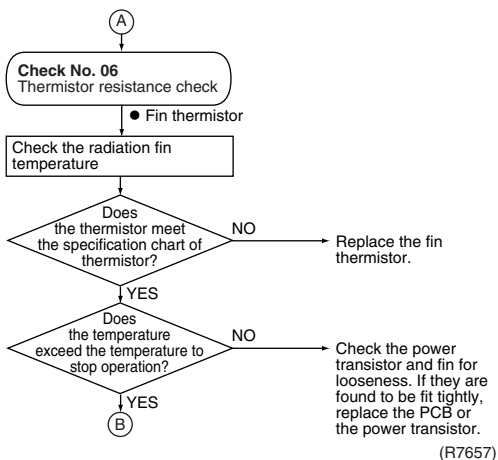 A
Check No. 06
Thermistor resistance check
● Fin thermistor
Check the radiation fin
temperature
Does
the thermistor meet
the specification chart of
thermistor?
NO
Replace the fin
thermistor.
YES
Does
the temperature
exceed the temperature to
stop operation?
NO
Check the power
transistor and fin for
looseness. If they are
found to be fit tightly,
replace the PCB or
the power transistor.
YES
B
(R7657)